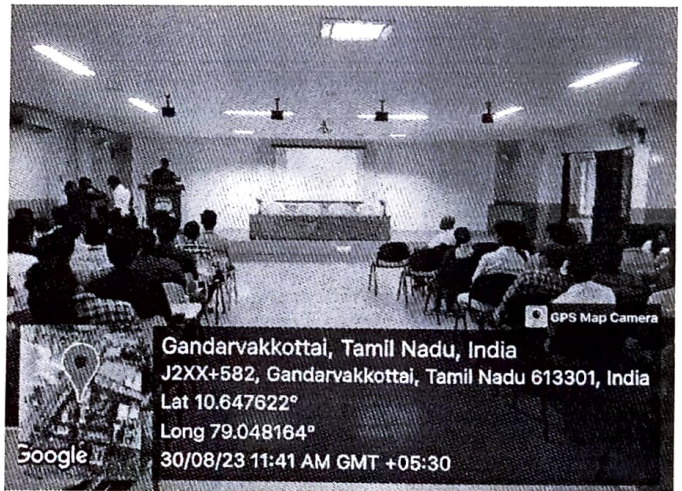 GPS Map Camera
Gandarvakkottai, Tamil Nadu, India
J2XX+582, Gandarvakkottai, Tamil Nadu 613301, India
Lat 10.647622°
Long 79.048164°
30/08/23 11:41 AM GMT +05:30
Google